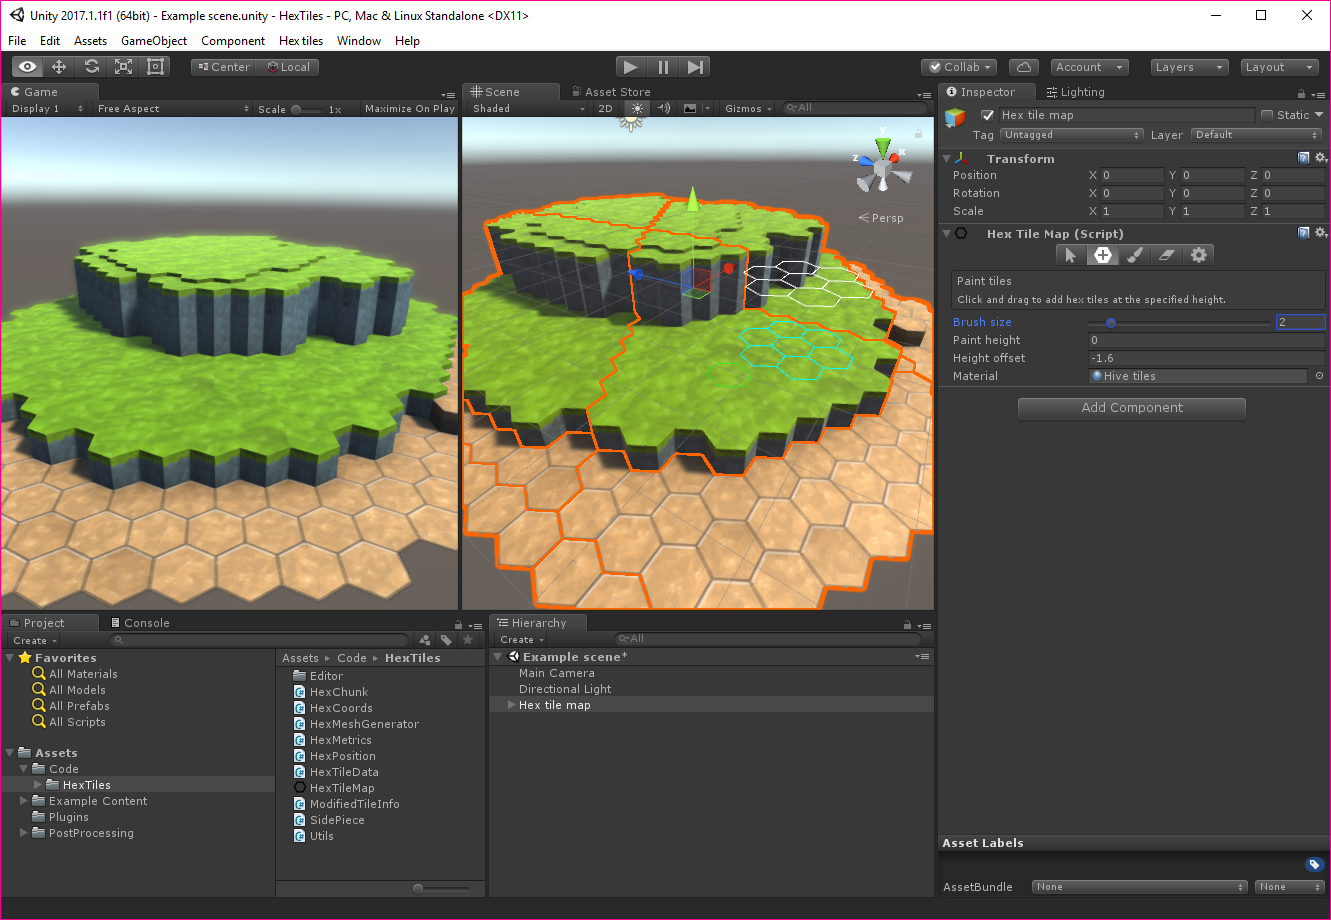 Unity 2017.1.1f1 (64bit) - Example scene.unity - HexTiles - PC, Mac & Linux Standalone <DX11>
File Edit Assets GameObject Component Hex tiles Window Help
Center Local Collab Account Layers Layout
Game
Display 1 Free Aspect Scale 1x Maximize On Play
Scene Asset Store
Shaded 2D Gizmos All
y
x
z
Persp
Inspector Lighting
Hex tile map Static
Tag Untagged Layer Default
Transform
Position X 0 Y 0 Z 0
Rotation X 0 Y 0 Z 0
Scale X 1 Y 1 Z 1
Hex Tile Map (Script)
Paint tiles
Click and drag to add hex tiles at the specified height.
Brush size 2
Paint height 0
Height offset -1.6
Material Hive tiles
Add Component
Project Console
Create
Favorites
All Materials
All Models
All Prefabs
All Scripts
Assets
Code
HexTiles
Example Content
Plugins
PostProcessing
Assets Code HexTiles
Editor
HexChunk
HexCoords
HexMeshGenerator
HexMetrics
HexPosition
HexTileData
HexTileMap
ModifiedTileInfo
SidePiece
Utils
Hierarchy
Create All
Example scene*
Main Camera
Directional Light
Hex tile map
Asset Labels
AssetBundle None None